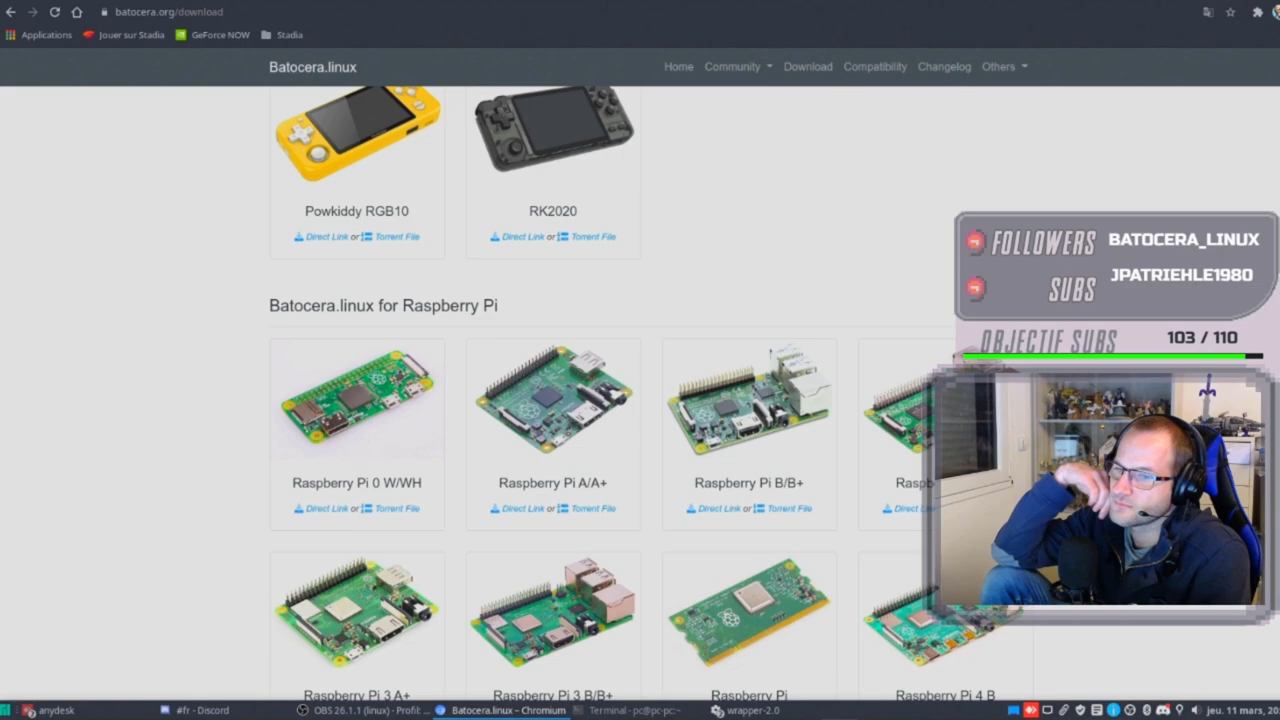 batocera.org/download
Applications Jouer sur Stadia GeForce NOW Stadia
Batocera.linux Home Community Download Compatibility Changelog Others
Powkiddy RGB10 RK2020
Direct Link or Torrent File Direct Link or Torrent File
FOLLOWERS BATOCERA_LINUX
SUBS JPATRIEHLE1980
OBJECTIF SUBS 103 / 110
Batocera.linux for Raspberry Pi
Raspberry Pi 0 W/WH Raspberry Pi A/A+ Raspberry Pi B/B+ Raspb
Direct Link or Torrent File Direct Link or Torrent File Direct Link or Torrent File Direct
Raspberry Pi 3 A+ Raspberry Pi 3 B/B+ Raspberry Pi Raspberry Pi 4 B
anydesk #fr - Discord OBS 26.1.1 (linux) - Profil: ... Batocera.linux – Chromium Terminal - pc@pc-pc:~ wrapper-2.0 jeu. 11 mars, 20